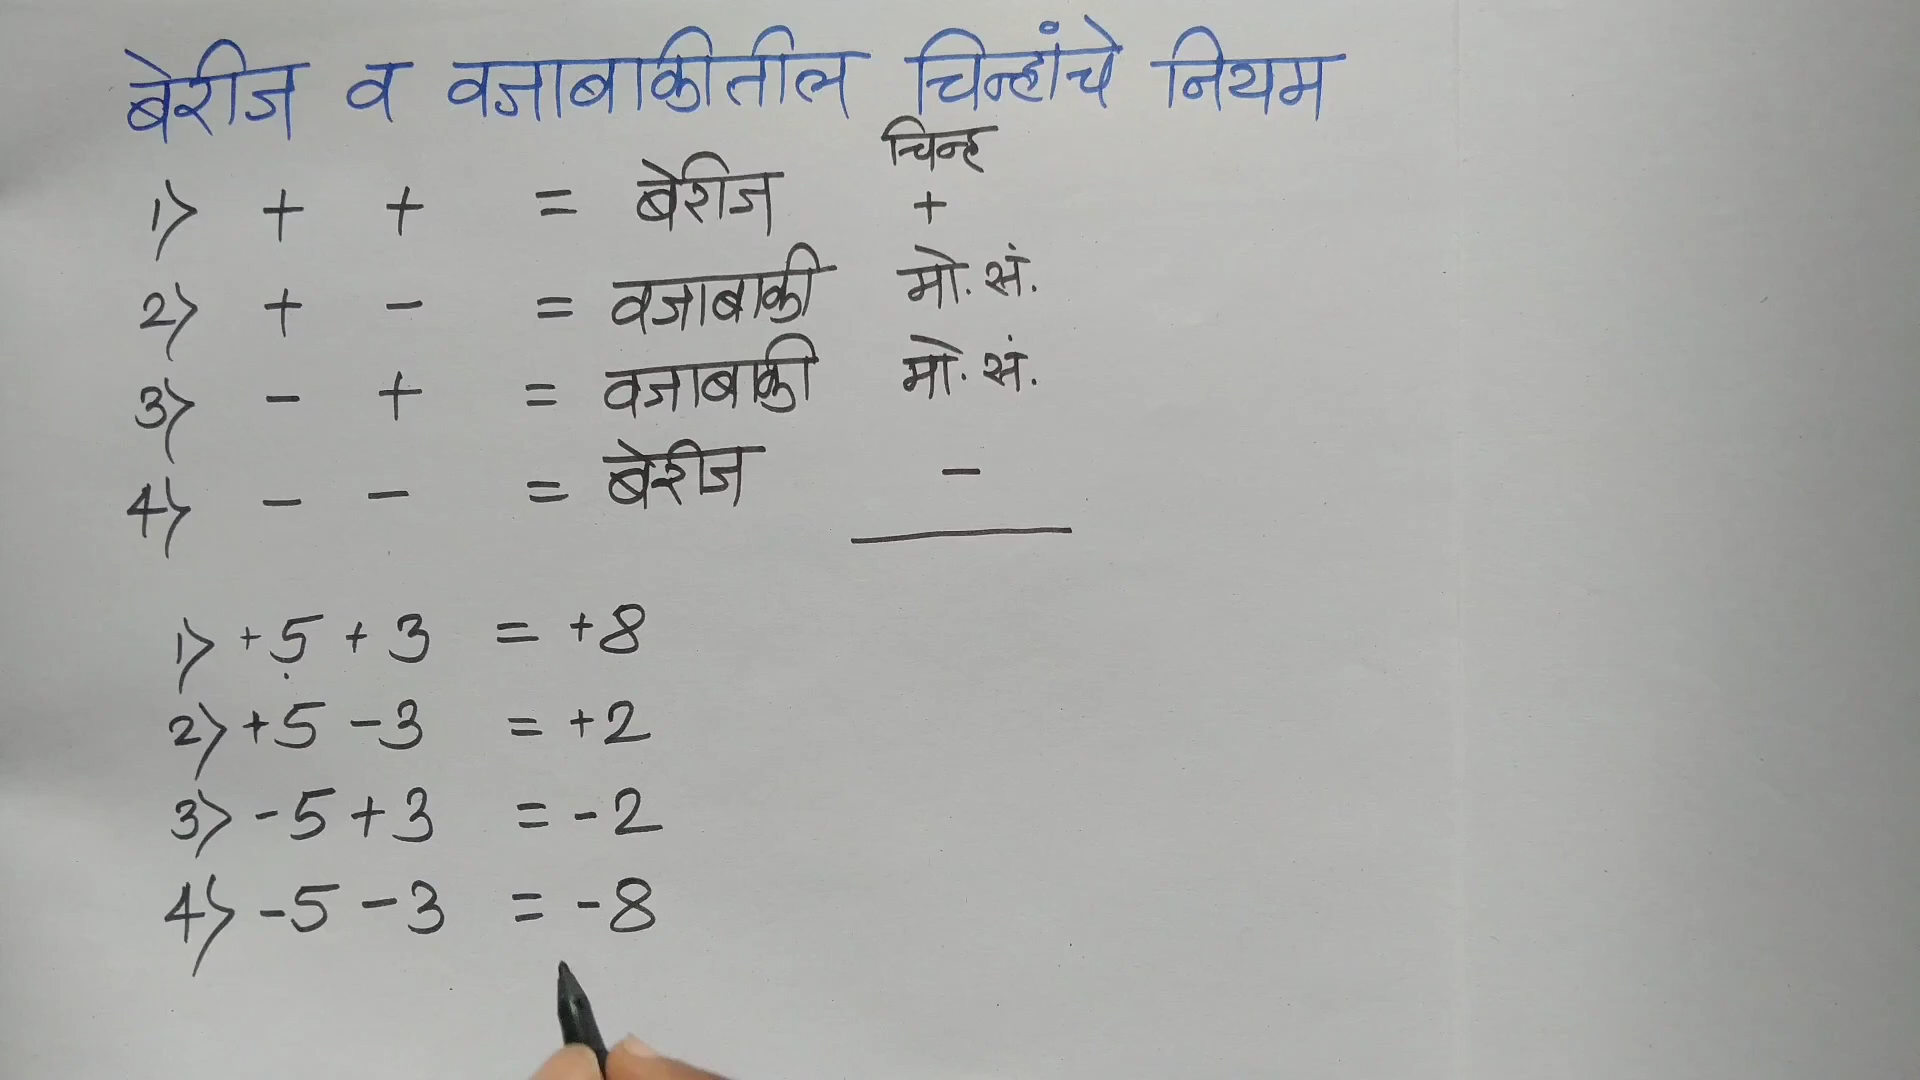 बेरीज व वजाबाकीतील चिन्हांचे नियम
चिन्ह
1) + + = बेरीज +
2) + - = वजाबाकी मो. सं.
3) - + = वजाबाकी मो. सं.
4) - - = बेरीज -
1) +5 + 3 = +8
2) +5 - 3 = +2
3) -5 + 3 = -2
4) -5 - 3 = -8